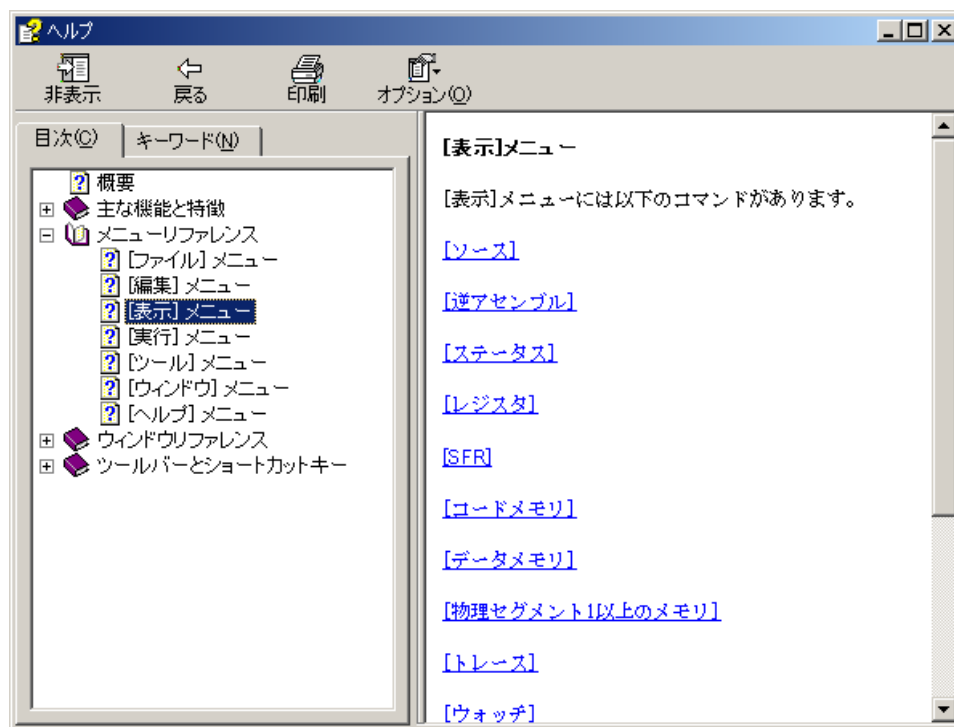 ヘルプ
非表示
戻る
印刷
オプション(O)
目次(C)
キーワード(N)
概要
主な機能と特徴
メニューリファレンス
[ファイル] メニュー
[編集] メニュー
[表示] メニュー
[実行] メニュー
[ツール] メニュー
[ウィンドウ] メニュー
[ヘルプ] メニュー
ウィンドウリファレンス
ツールバーとショートカットキー
[表示]メニュー
[表示]メニューには以下のコマンドがあります。
[ソース]
[逆アセンブル]
[ステータス]
[レジスタ]
[SFR]
[コードメモリ]
[データメモリ]
[物理セグメント1以上のメモリ]
[トレース]
[ウォッチ]